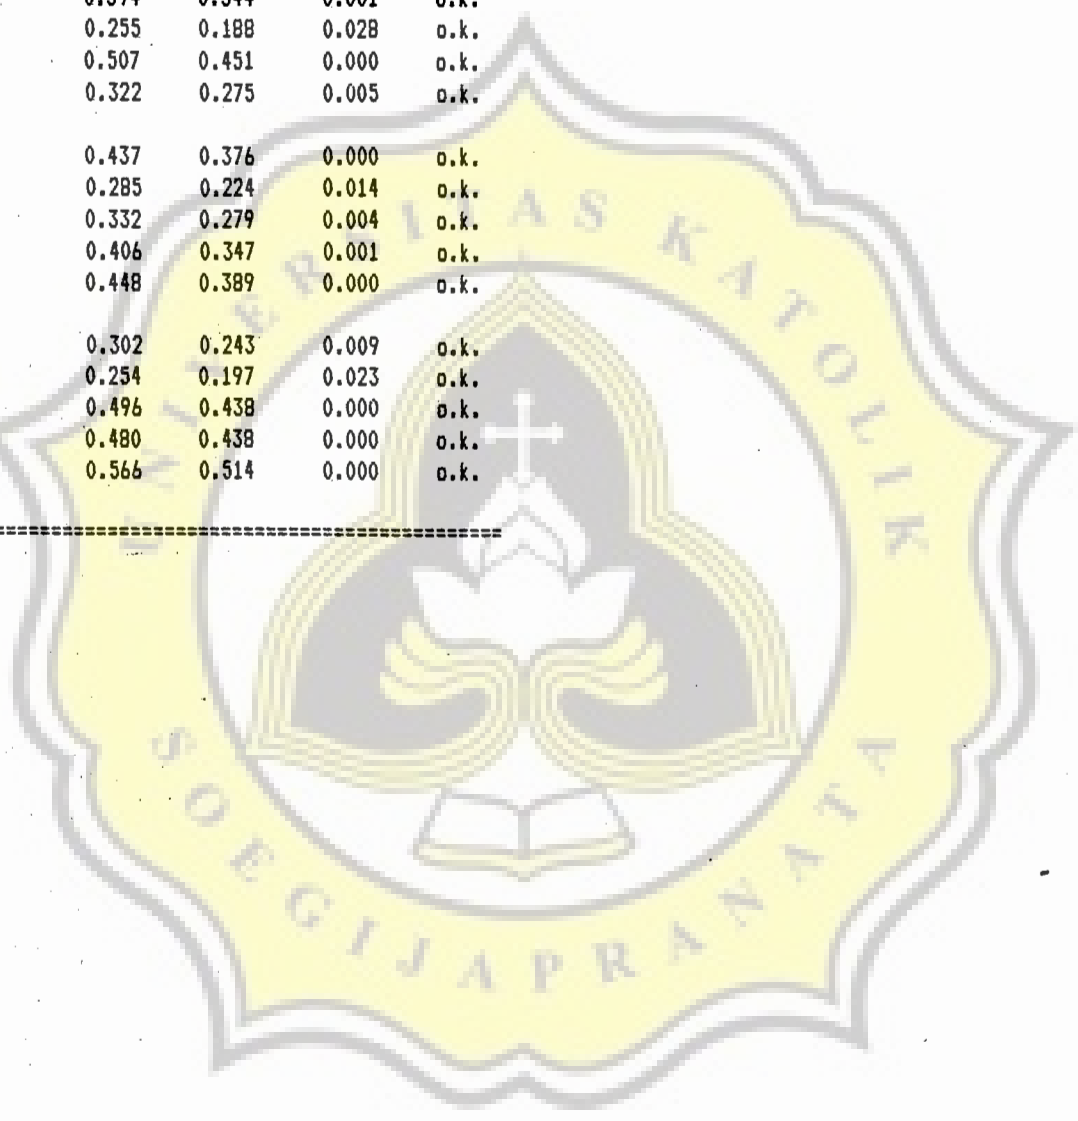 0.255 0.188 0.028 o.k.
0.507 0.451 0.000 o.k.
0.322 0.275 0.005 o.k.
0.437 0.376 0.000 o.k.
0.285 0.224 0.014 o.k.
0.332 0.279 0.004 o.k.
0.406 0.347 0.001 o.k.
0.448 0.389 0.000 o.k.
0.302 0.243 0.009 o.k.
0.254 0.197 0.023 o.k.
0.496 0.438 0.000 o.k.
0.480 0.438 0.000 o.k.
0.566 0.514 0.000 o.k.
UNIVERSITAS KATOLIK
SOEGIJAPRANATA